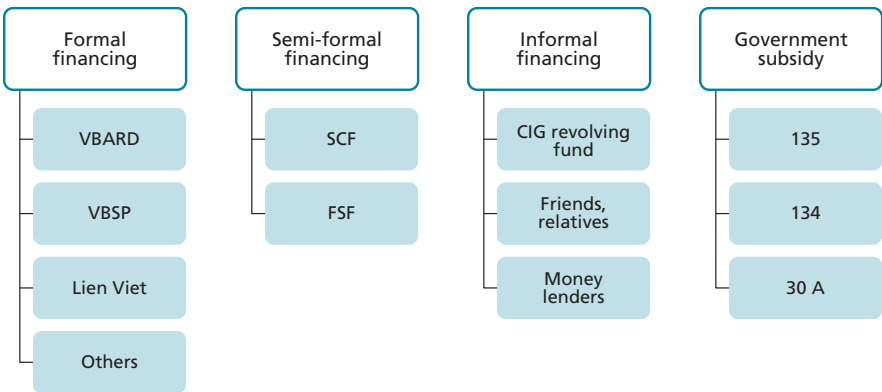 Formal
financing
VBARD
VBSP
Lien Viet
Others
Semi-formal
financing
SCF
FSF
Informal
financing
CIG revolving
fund
Friends,
relatives
Money
lenders
Government
subsidy
135
134
30 A